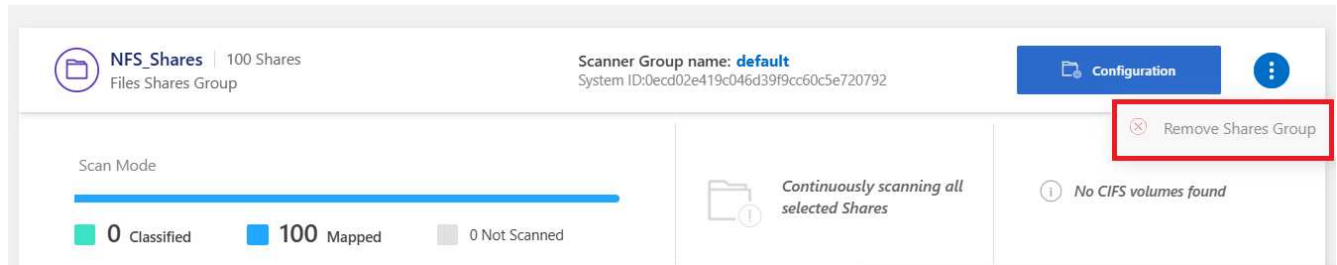 NFS_Shares | 100 Shares
Files Shares Group
Scanner Group name: default
System ID:0ecd02e419c046d39f9cc60c5e720792
Configuration
Remove Shares Group
Scan Mode
0 Classified
100 Mapped
0 Not Scanned
Continuously scanning all
selected Shares
No CIFS volumes found